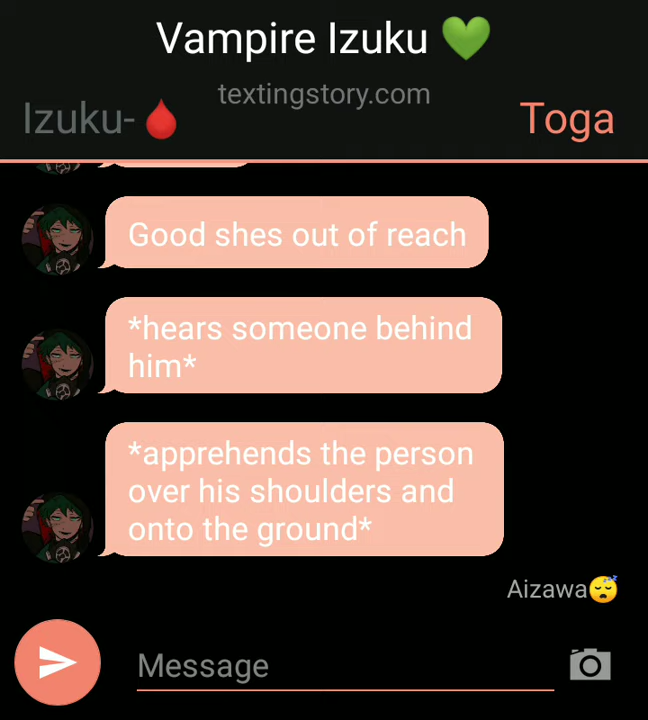 Vampire Izuku 💚
textingstory.com
Izuku-🩸
Toga
Good shes out of reach
*hears someone behind
him*
*apprehends the person
over his shoulders and
onto the ground*
Aizawa😴
Message